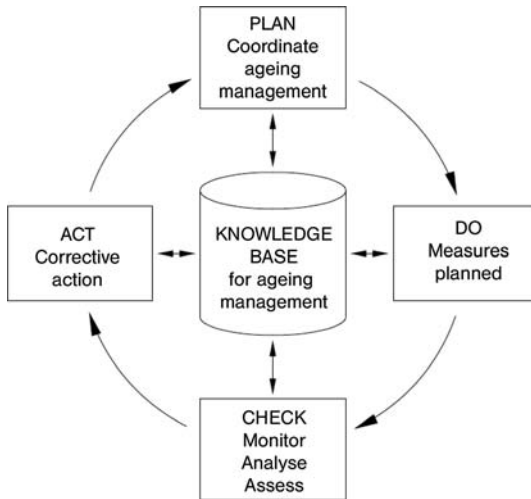 PLAN
Coordinate
ageing
management
ACT
Corrective
action
KNOWLEDGE
BASE
for ageing
management
DO
Measures
planned
CHECK
Monitor
Analyse
Assess